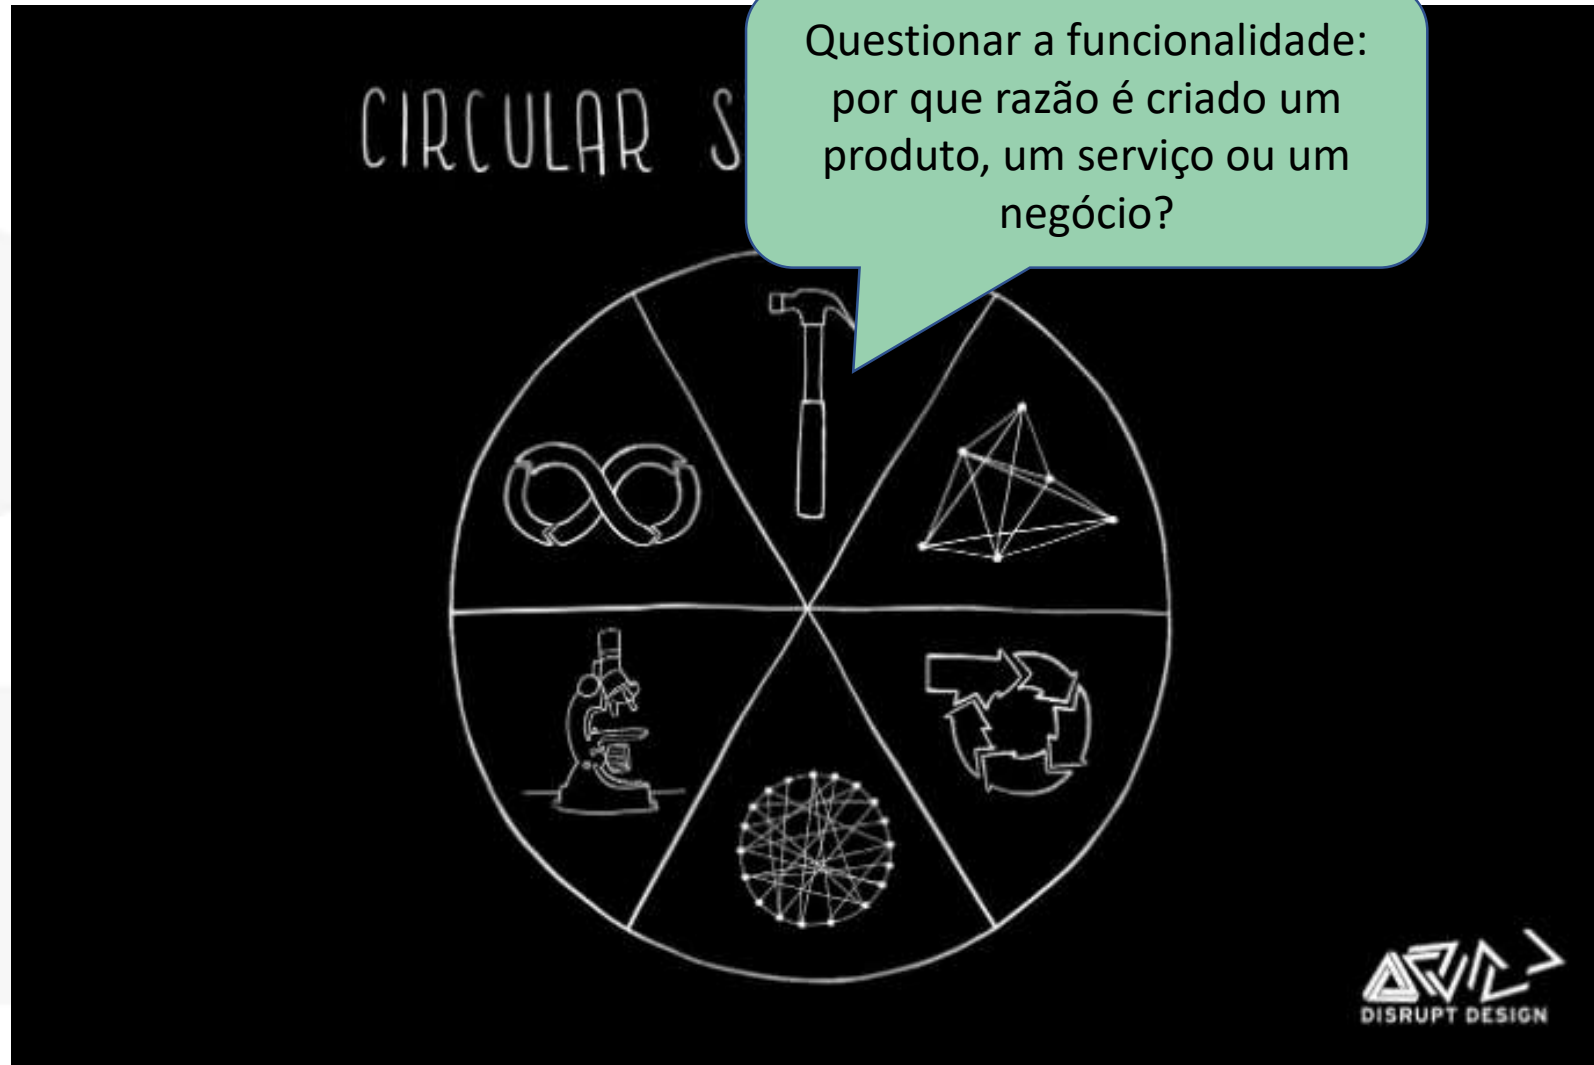 CIRCULAR S
Questionar a funcionalidade:
por que razão é criado um
produto, um serviço ou um
negócio?
DISRUPT DESIGN